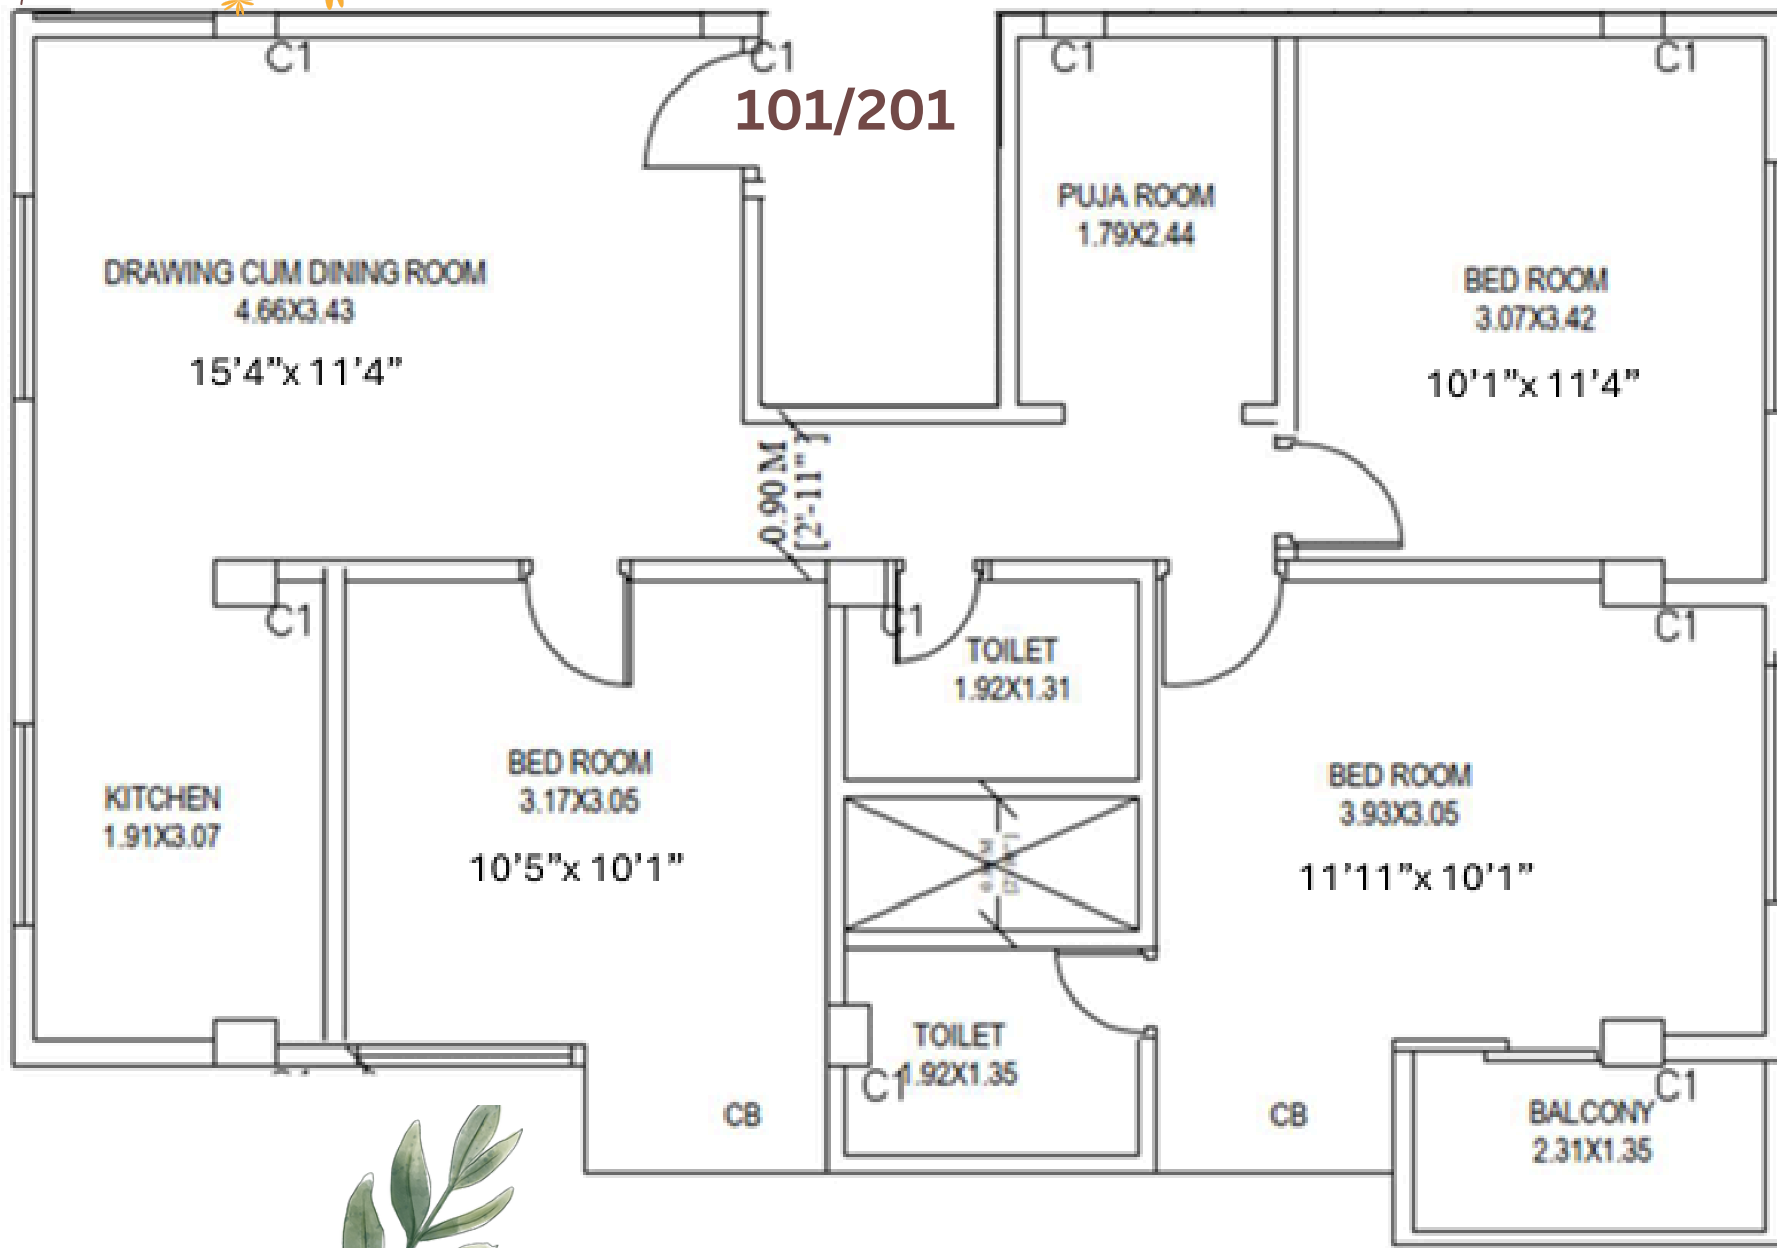 C1
C1
C1
C1
101/201
PUJA ROOM
1.79X2.44
DRAWING CUM DINING ROOM
4.66X3.43
15'4”x 11'4”
BED ROOM
3.07X3.42
10'1”x 11'4”
0.90 M
[2'-11" ]
C1
C1
C1
TOILET
1.92X1.31
BED ROOM
3.17X3.05
10'5”x 10'1”
KITCHEN
1.91X3.07
BED ROOM
3.93X3.05
11'11”x 10'1”
TOILET
1.92X1.35
C1
C1
CB
CB
BALCONY
2.31X1.35